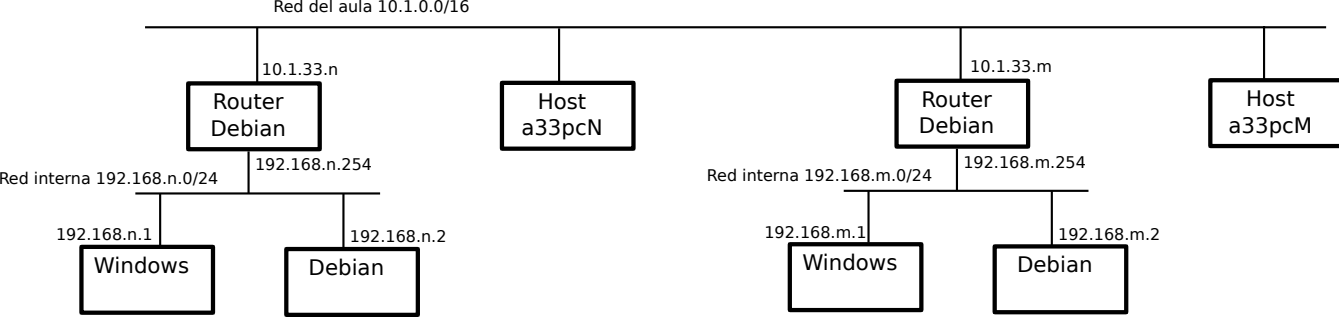 Red del aula 10.1.0.0/16
10.1.33.n
10.1.33.m
Router
Debian
Host
a33pcN
Router
Debian
Host
a33pcM
192.168.n.254
192.168.m.254
Red interna 192.168.n.0/24
Red interna 192.168.m.0/24
192.168.n.1
192.168.n.2
192.168.m.1
192.168.m.2
Windows
Debian
Windows
Debian